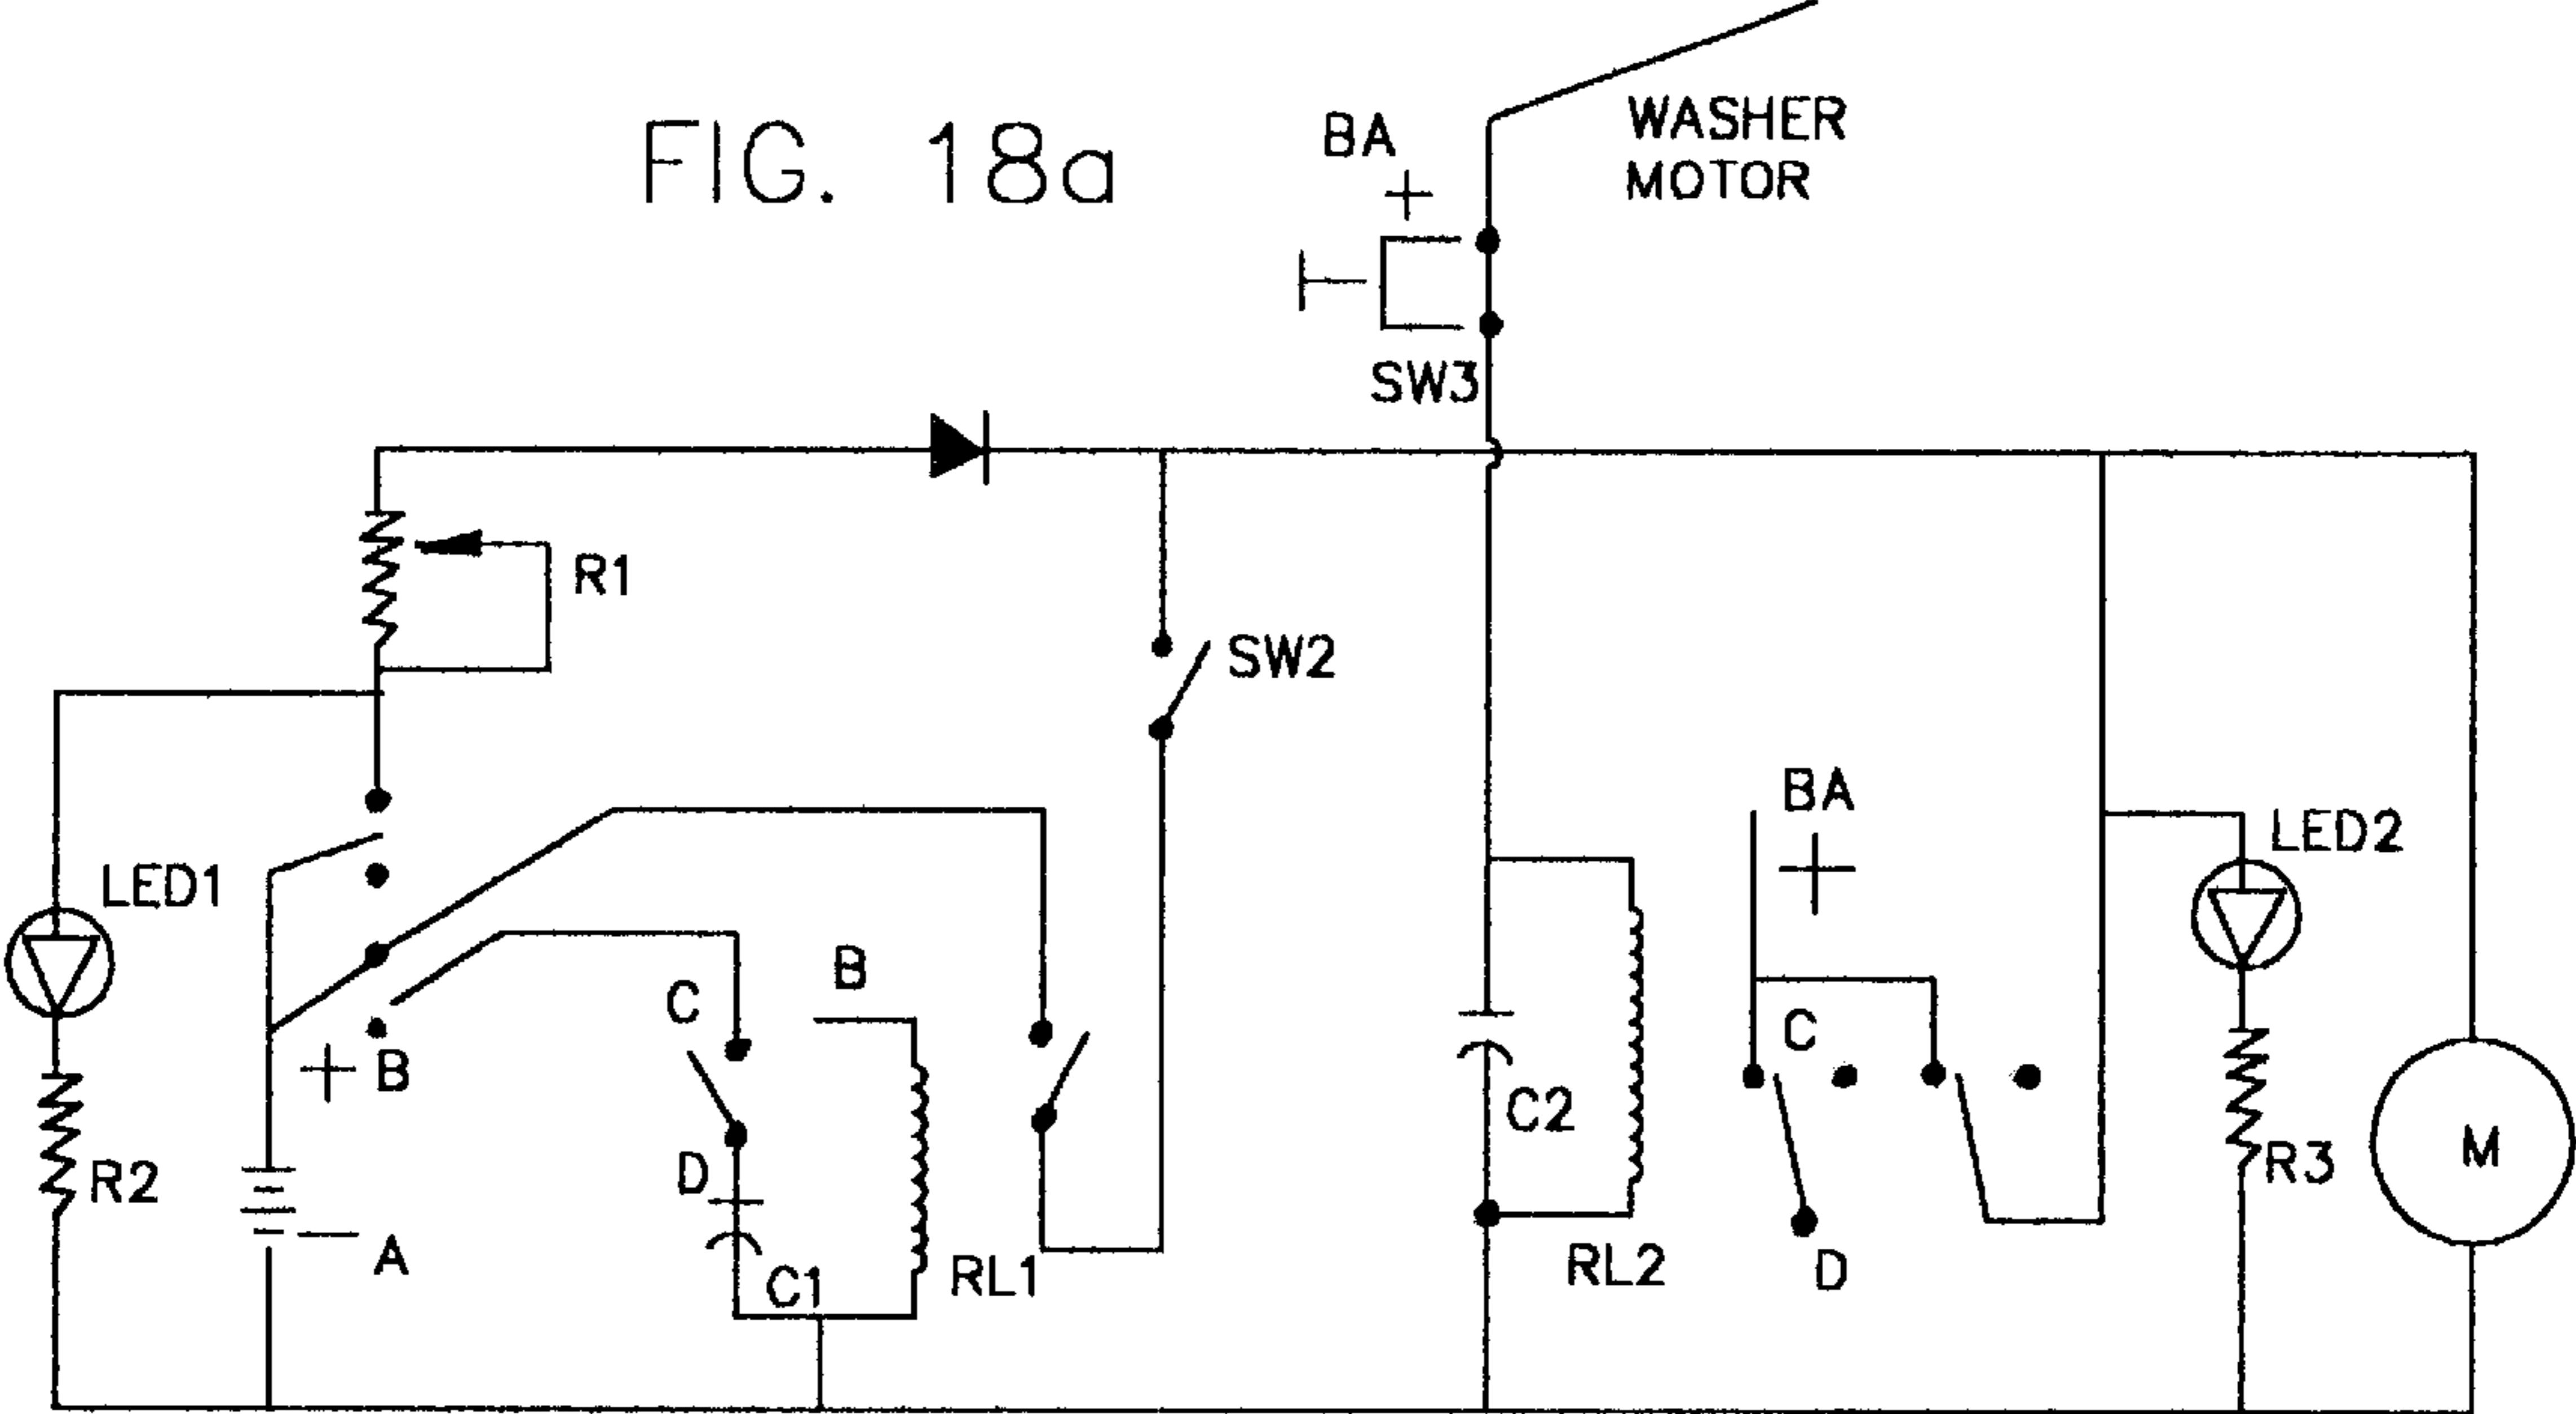 FIG. 18a
BA
+
WASHER
MOTOR
SW3
R1
SW2
BA
+
LED1
LED2
B
C
C
+ B
D
C2
R2
R3
M
A
C1
RL1
RL2
D